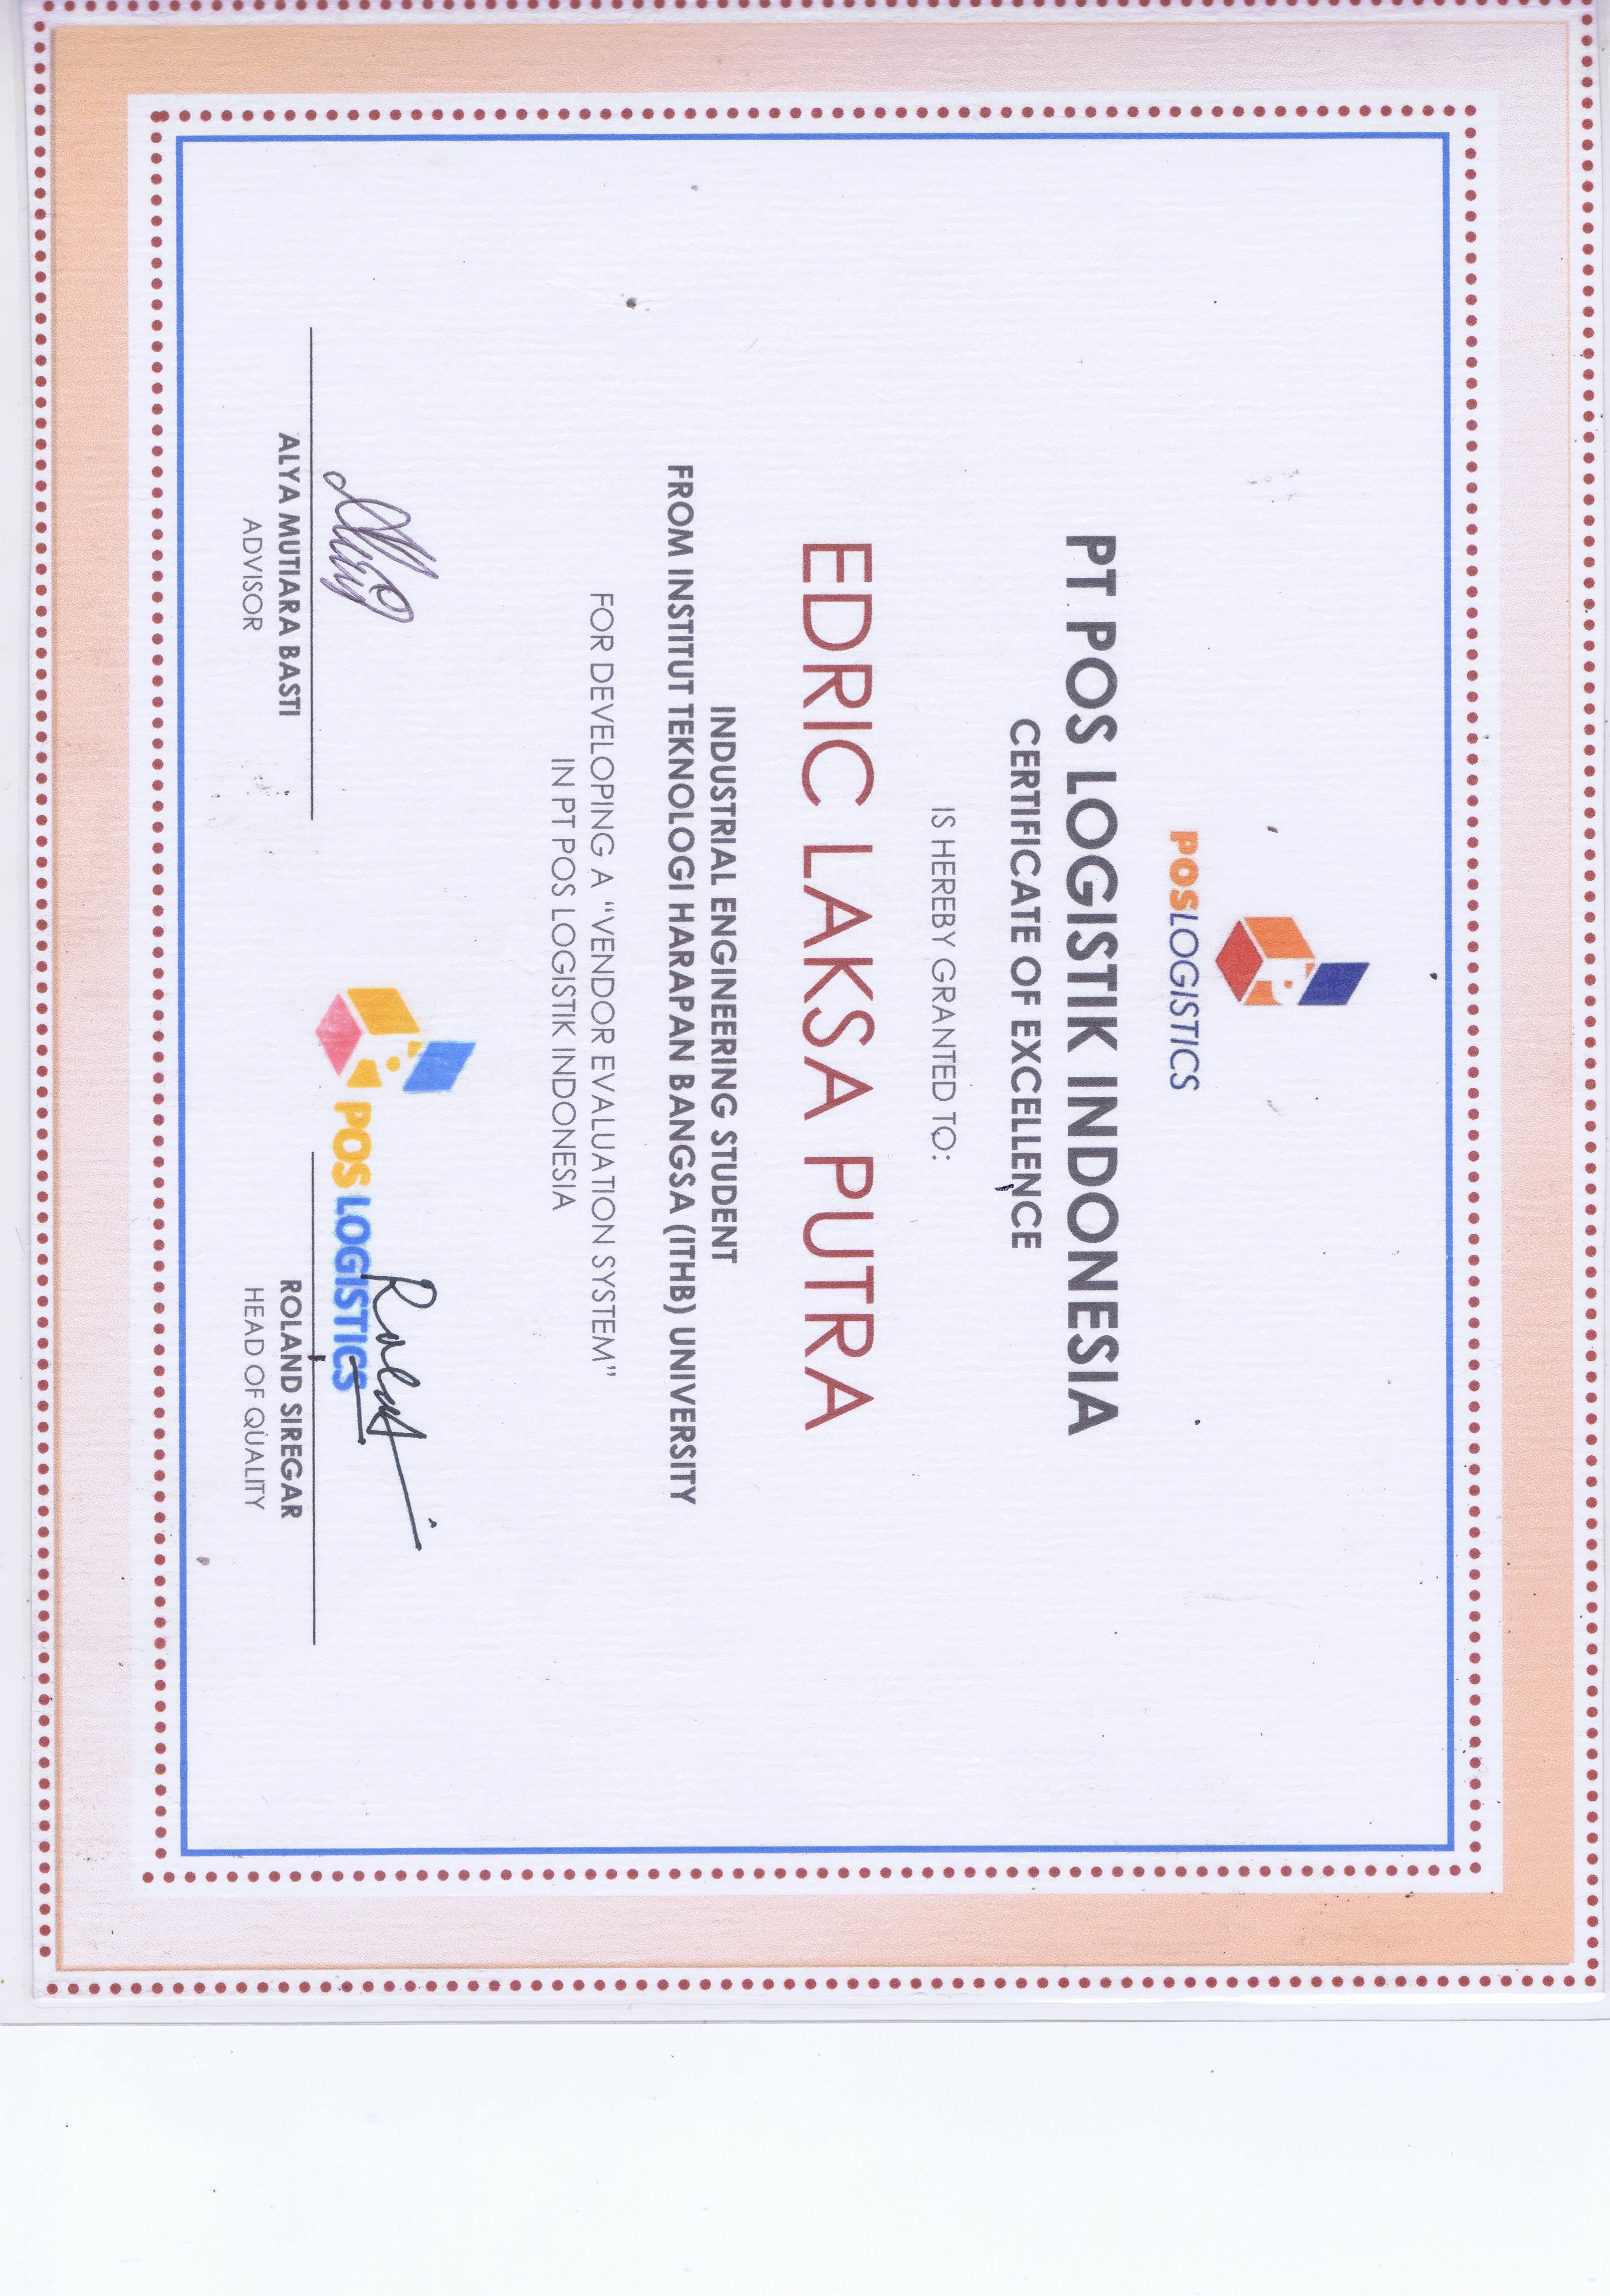 POSLOGISTICS
PT POS LOGISTIK INDONESIA
CERTIFICATE OF EXCELLENCE
IS HEREBY GRANTED TO:
EDRIC LAKSA PUTRA
INDUSTRIAL ENGINEERING STUDENT
FROM INSTITUT TEKNOLOGI HARAPAN BANGSA (ITHB) UNIVERSITY
FOR DEVELOPING A “VENDOR EVALUATION SYSTEM”
IN PT POS LOGISTIK INDONESIA
POS LOGISTICS
ALYA MUTIARA BASTI
ADVISOR
ROLAND SIREGAR
HEAD OF QUALITY